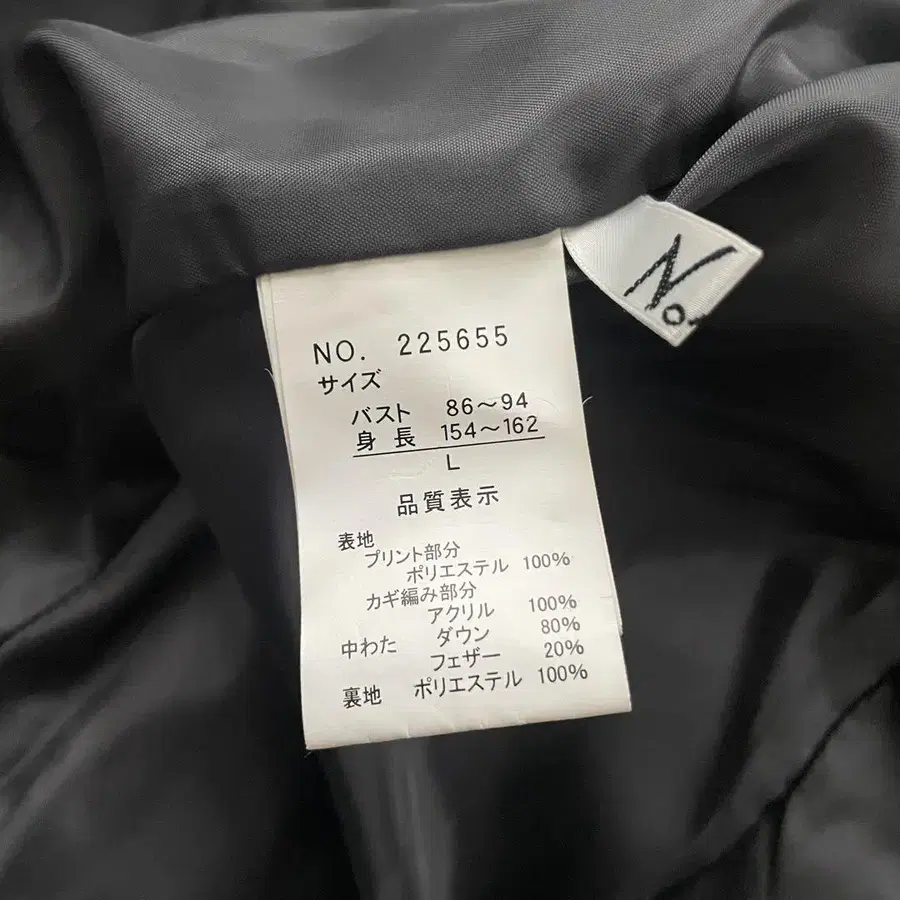 No.
NO. 225655
サイズ
バスト 86～94
身長 154～162
L
品質表示
表地
プリント部分
ポリエステル 100%
カギ編み部分
アクリル 100%
中わた ダウン 80%
フェザー 20%
裏地 ポリエステル 100%